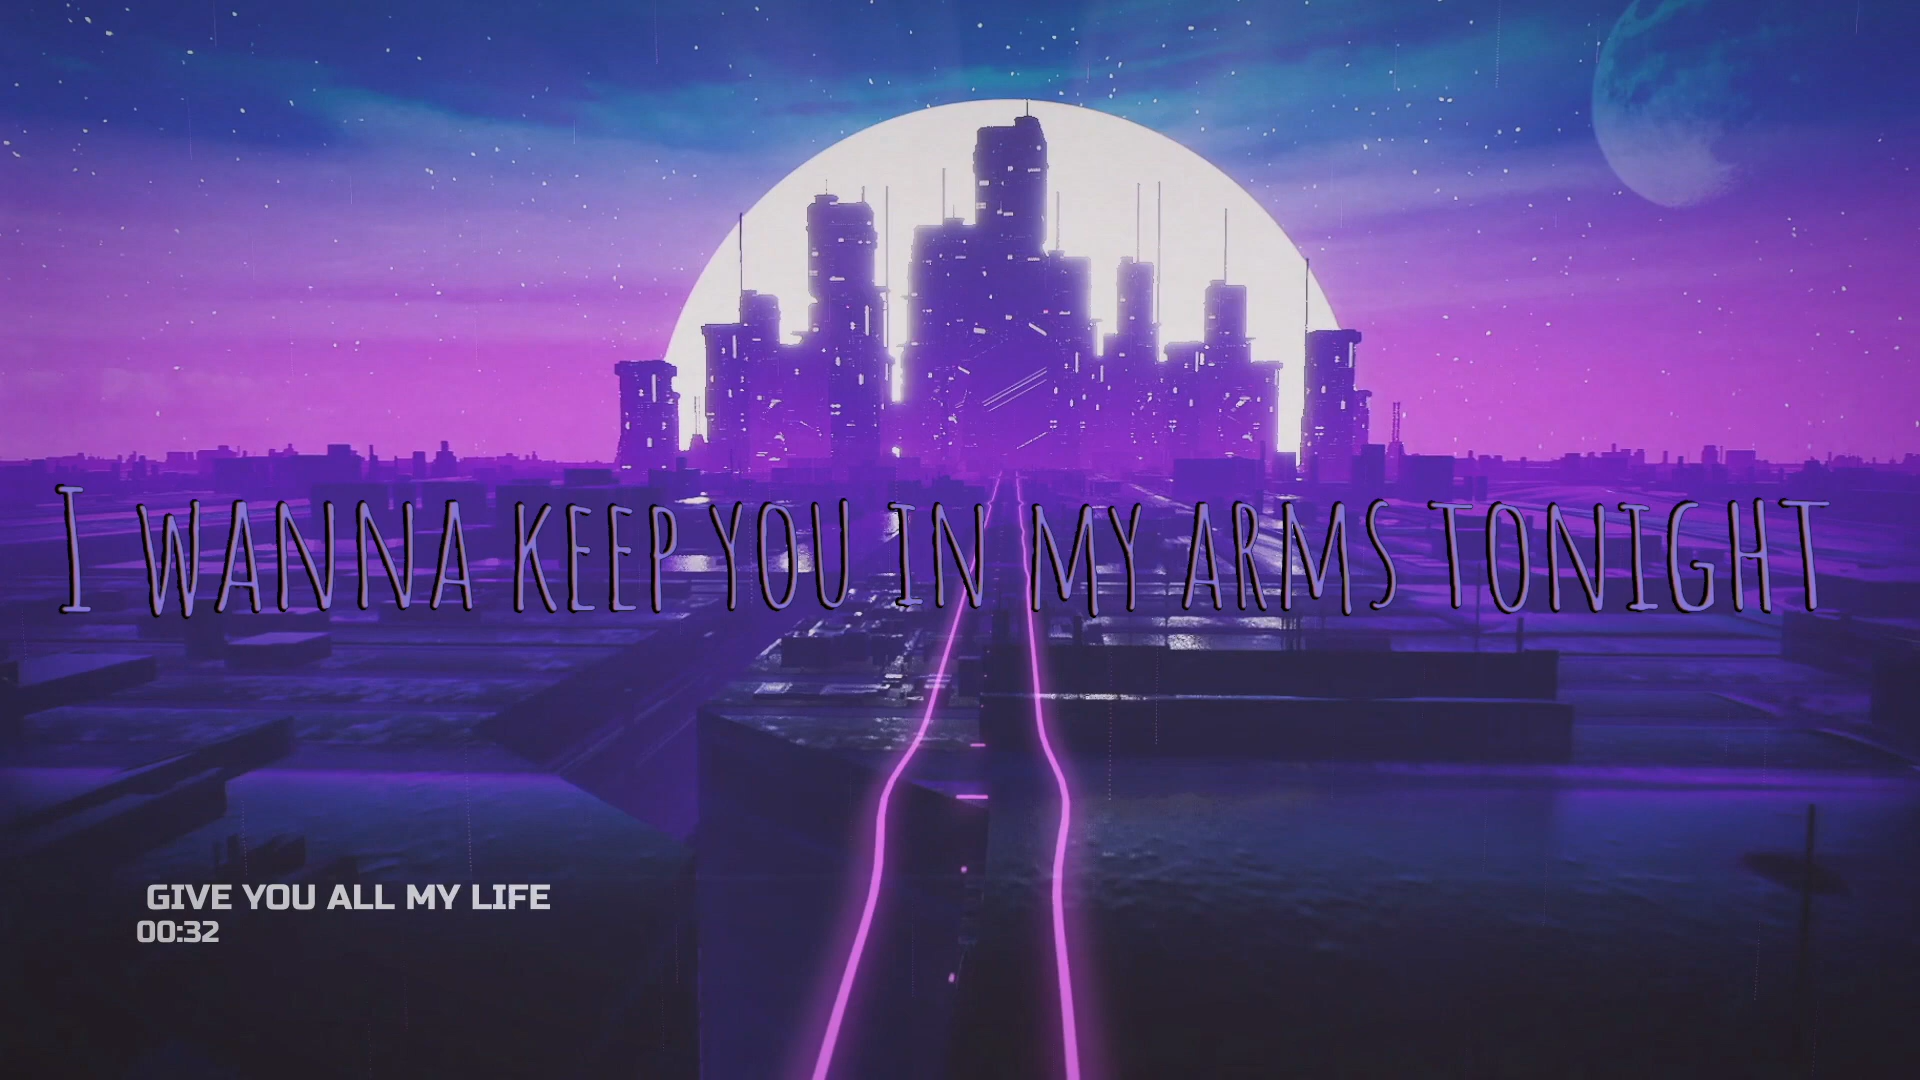 I WANNA KEEP YOU IN MY ARMS TONIGHT
GIVE YOU ALL MY LIFE
00:32